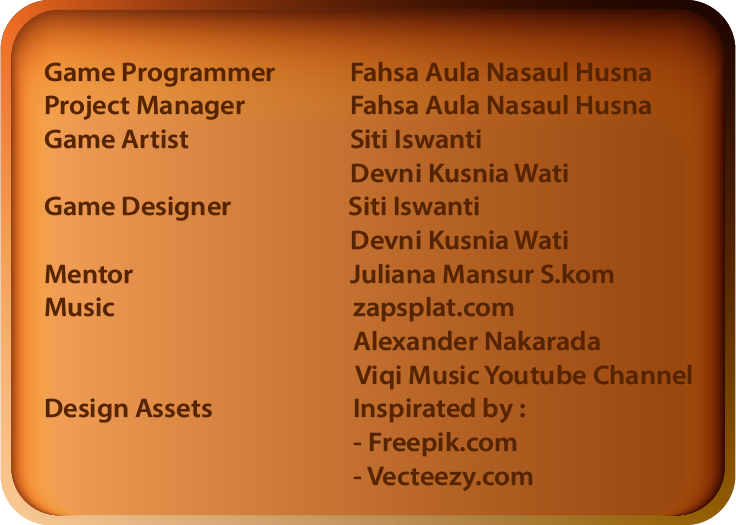 Game Programmer Fahsa Aula Nasaul Husna
Project Manager Fahsa Aula Nasaul Husna
Game Artist Siti Iswanti
Devni Kusnia Wati
Game Designer Siti Iswanti
Devni Kusnia Wati
Mentor Juliana Mansur S.kom
Music zapsplat.com
Alexander Nakarada
Viqi Music Youtube Channel
Design Assets Inspirated by :
- Freepik.com
- Vecteezy.com